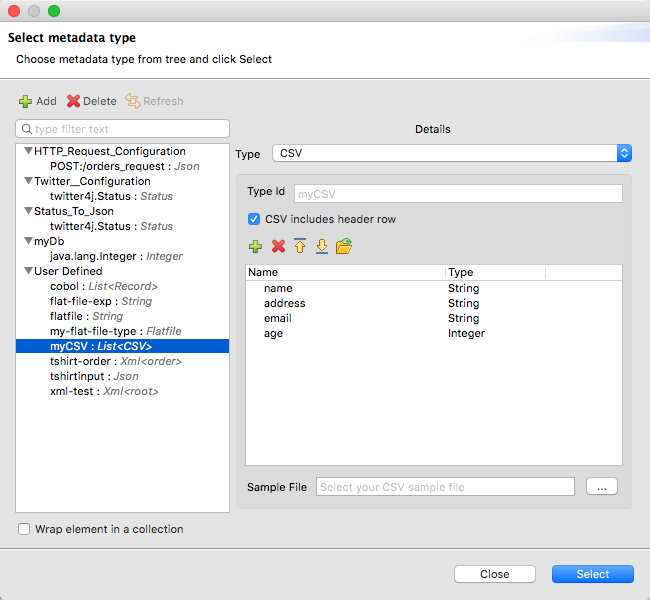 Select metadata type
Choose metadata type from tree and click Select
Add Delete Refresh
type filter text
HTTP_Request_Configuration
POST:/orders_request : Json
Twitter__Configuration
twitter4j.Status : Status
Status_To_Json
twitter4j.Status : Status
myDb
java.lang.Integer : Integer
User Defined
cobol : List<Record>
flat-file-exp : String
flatfile : String
my-flat-file-type : Flatfile
myCSV : List<CSV>
tshirt-order : Xml<order>
tshirtinput : Json
xml-test : Xml<root>
Wrap element in a collection
Details
Type CSV
Type Id myCSV
CSV includes header row
Name Type
name String
address String
email String
age Integer
Sample File Select your CSV sample file ...
Close Select